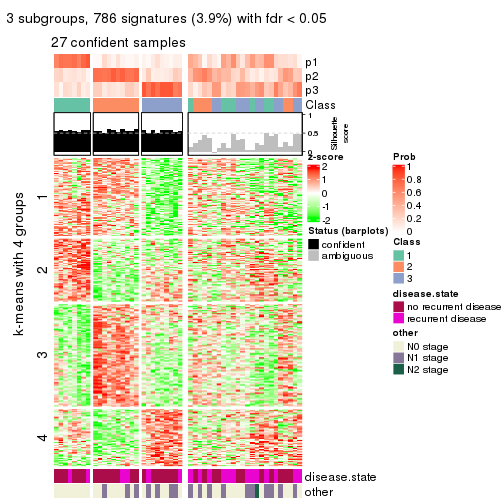 3 subgroups, 786 signatures (3.9%) with fdr < 0.05
27 confident samples
p1
p2
p3
Class
1
0.5
0
Silhouette
score
k-means with 4 groups
1
2
3
4
z-score
2
1
0
-1
-2
Status (barplots)
confident
ambiguous
Prob
1
0.8
0.6
0.4
0.2
0
Class
1
2
3
disease.state
no recurrent disease
recurrent disease
other
N0 stage
N1 stage
N2 stage
disease.state
other